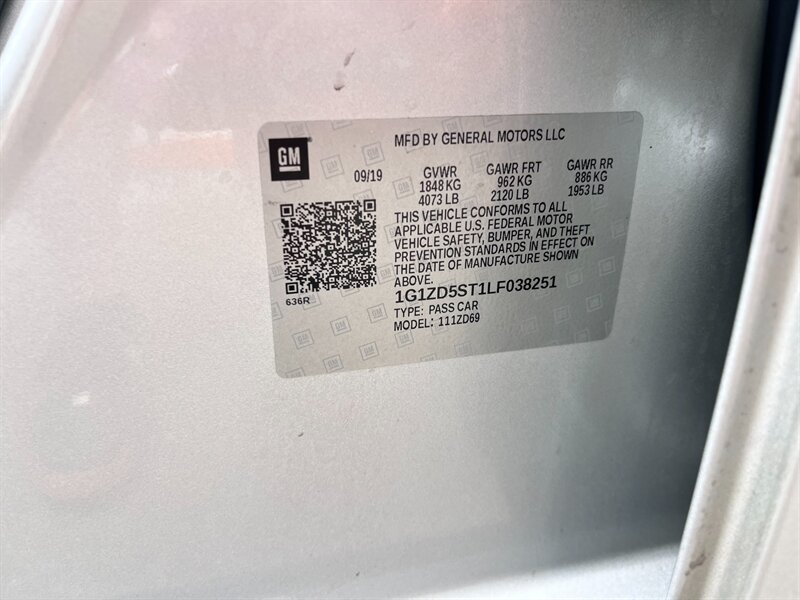 GM
MFD BY GENERAL MOTORS LLC
09/19
GVWR GAWR FRT GAWR RR
1848 KG 962 KG 886 KG
4073 LB 2120 LB 1953 LB
THIS VEHICLE CONFORMS TO ALL
APPLICABLE U.S. FEDERAL MOTOR
VEHICLE SAFETY, BUMPER, AND THEFT
PREVENTION STANDARDS IN EFFECT ON
THE DATE OF MANUFACTURE SHOWN
ABOVE.
636R
1G1ZD5ST1LF038251
TYPE: PASS CAR
MODEL: 111ZD69